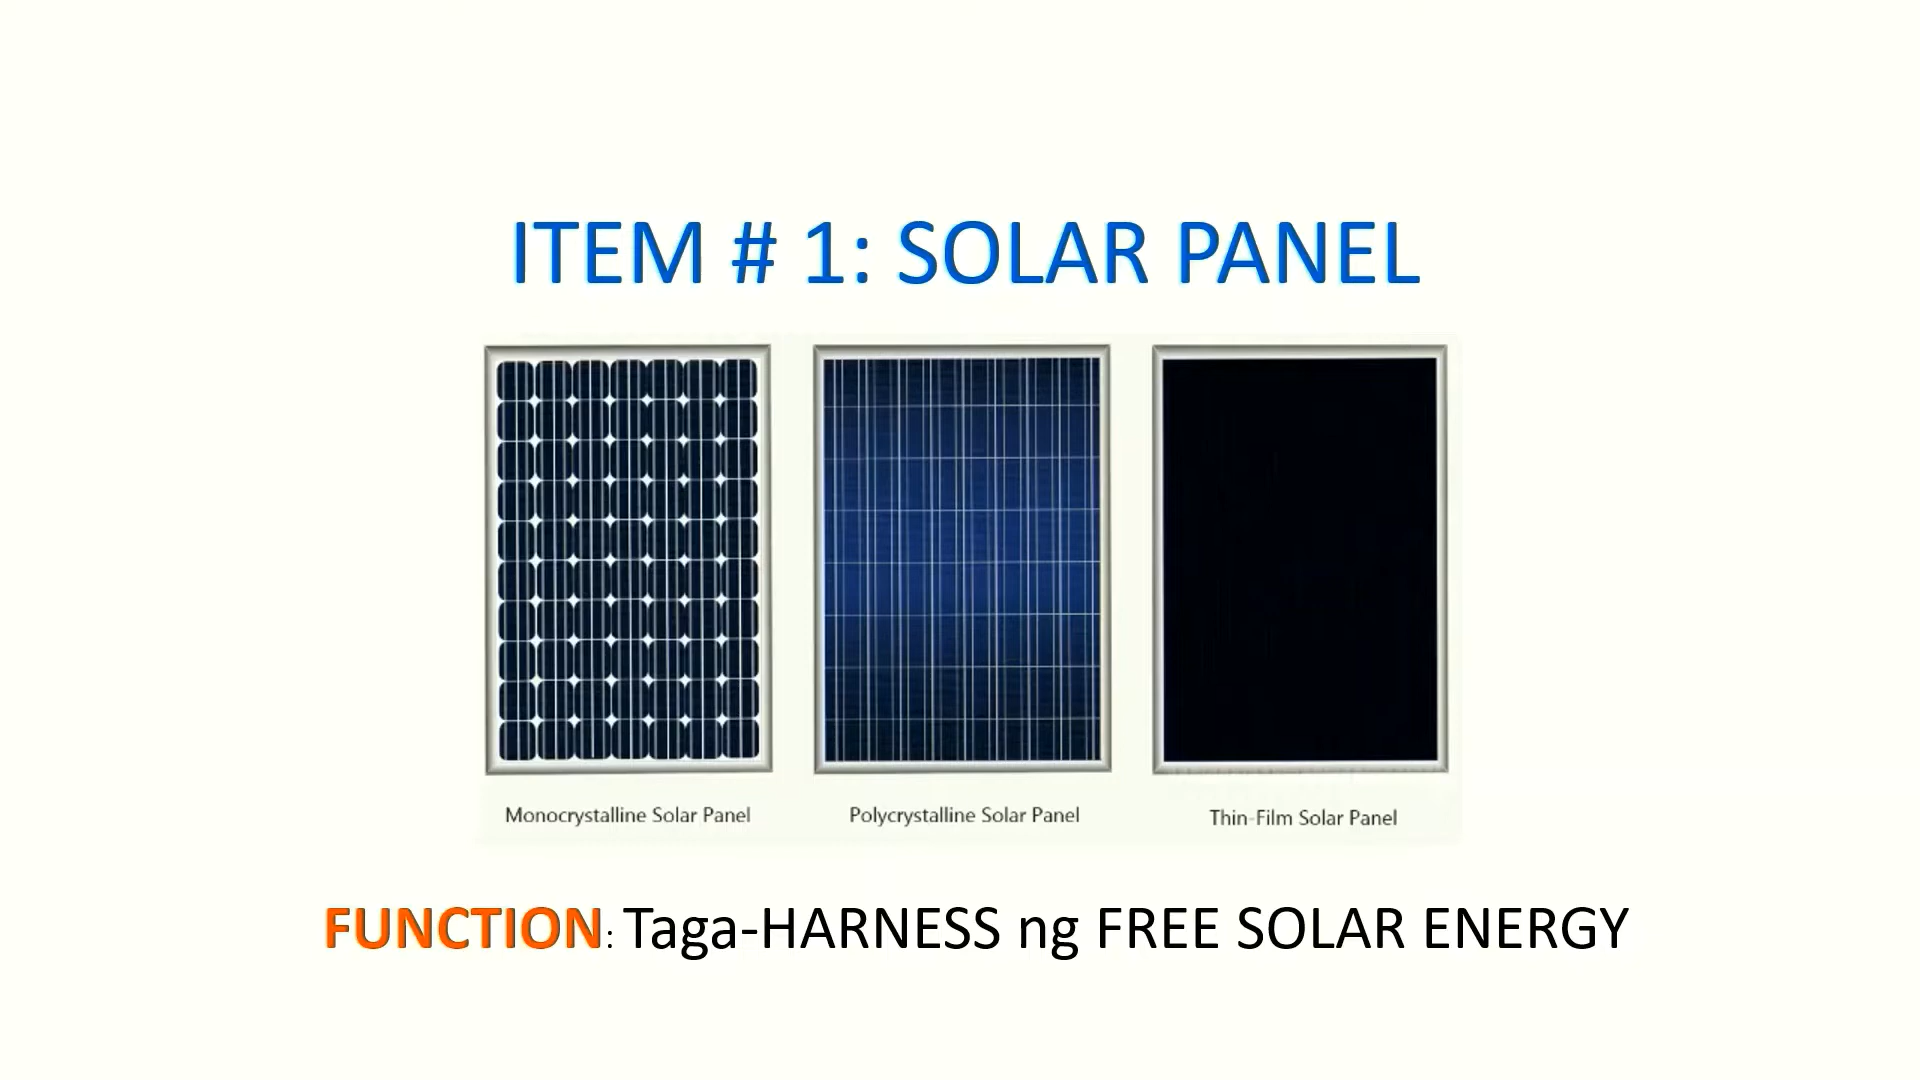 ITEM # 1: SOLAR PANEL
Monocrystalline Solar Panel
Polycrystalline Solar Panel
Thin-Film Solar Panel
FUNCTION: Taga-HARNESS ng FREE SOLAR ENERGY